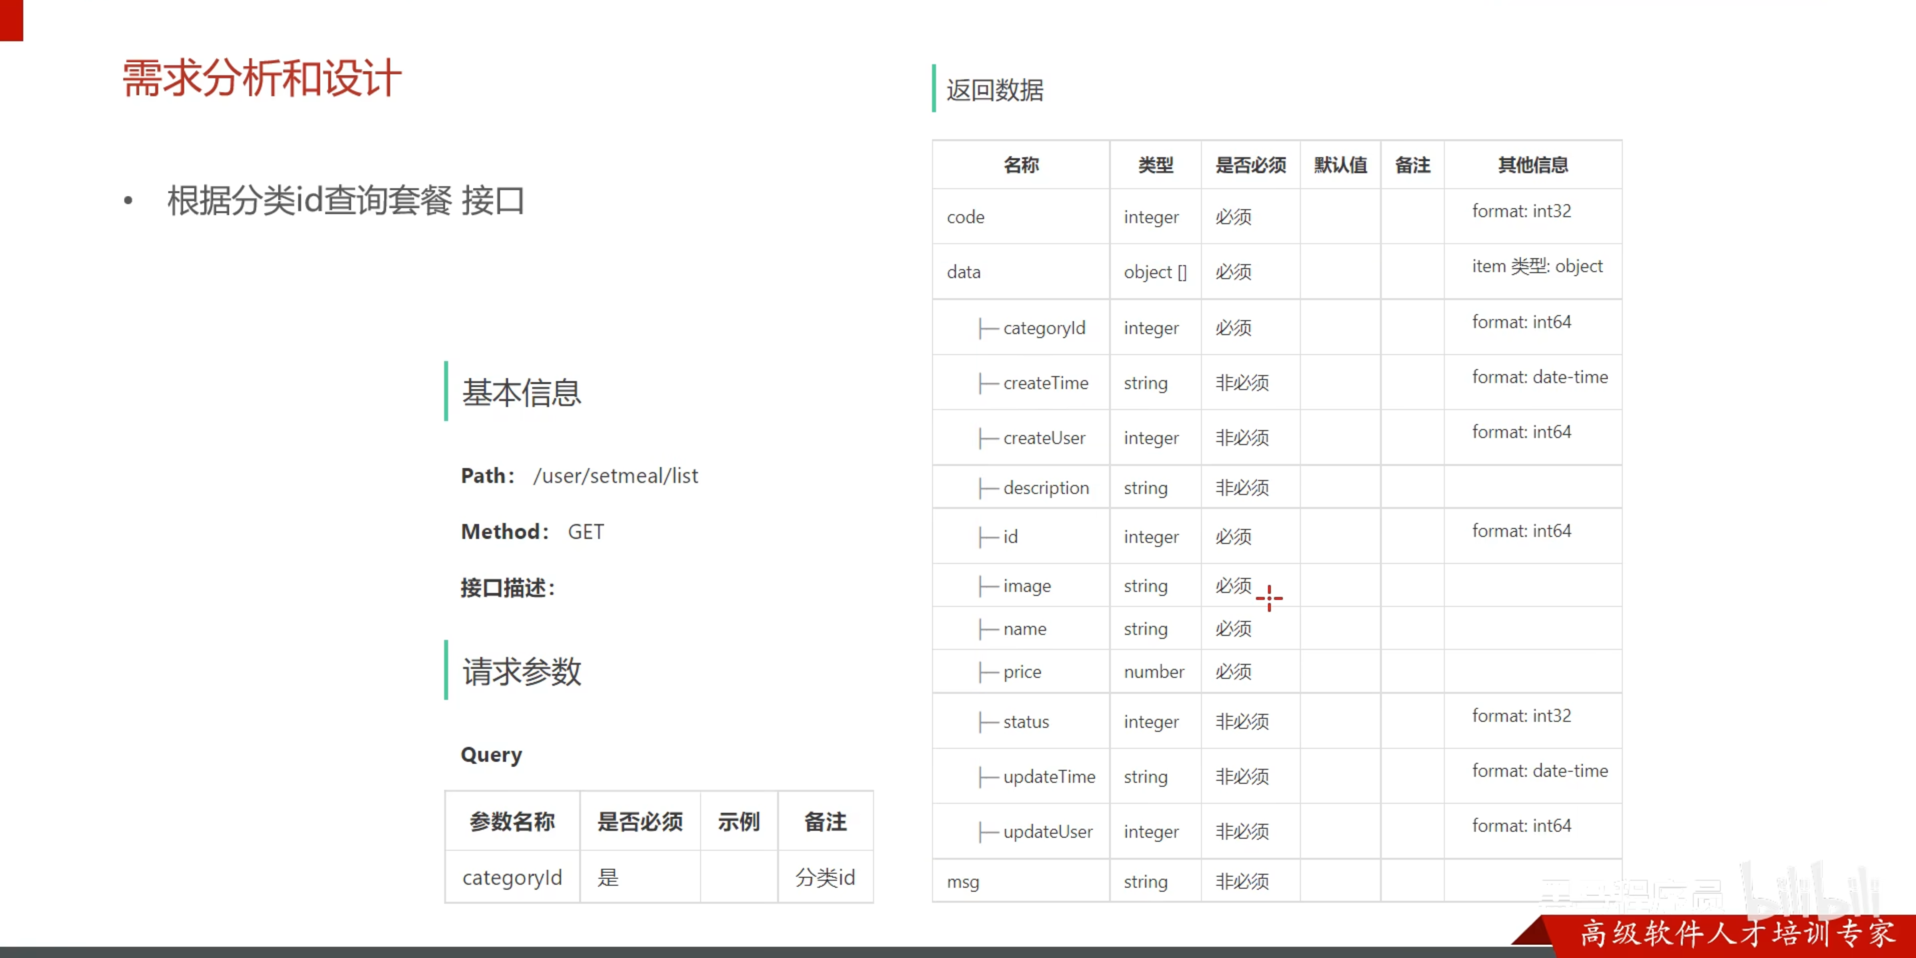 需求分析和设计
• 根据分类id查询套餐 接口
基本信息
Path： /user/setmeal/list
Method： GET
接口描述：
请求参数
Query
参数名称 是否必须 示例 备注
categoryId 是 分类id
返回数据
名称 类型 是否必须 默认值 备注 其他信息
code integer 必须 format: int32
data object [] 必须 item 类型: object
├─ categoryId integer 必须 format: int64
├─ createTime string 非必须 format: date-time
├─ createUser integer 非必须 format: int64
├─ description string 非必须
├─ id integer 必须 format: int64
├─ image string 必须
├─ name string 必须
├─ price number 必须
├─ status integer 非必须 format: int32
├─ updateTime string 非必须 format: date-time
├─ updateUser integer 非必须 format: int64
msg string 非必须
程序员 bilibili
高级软件人才培训专家